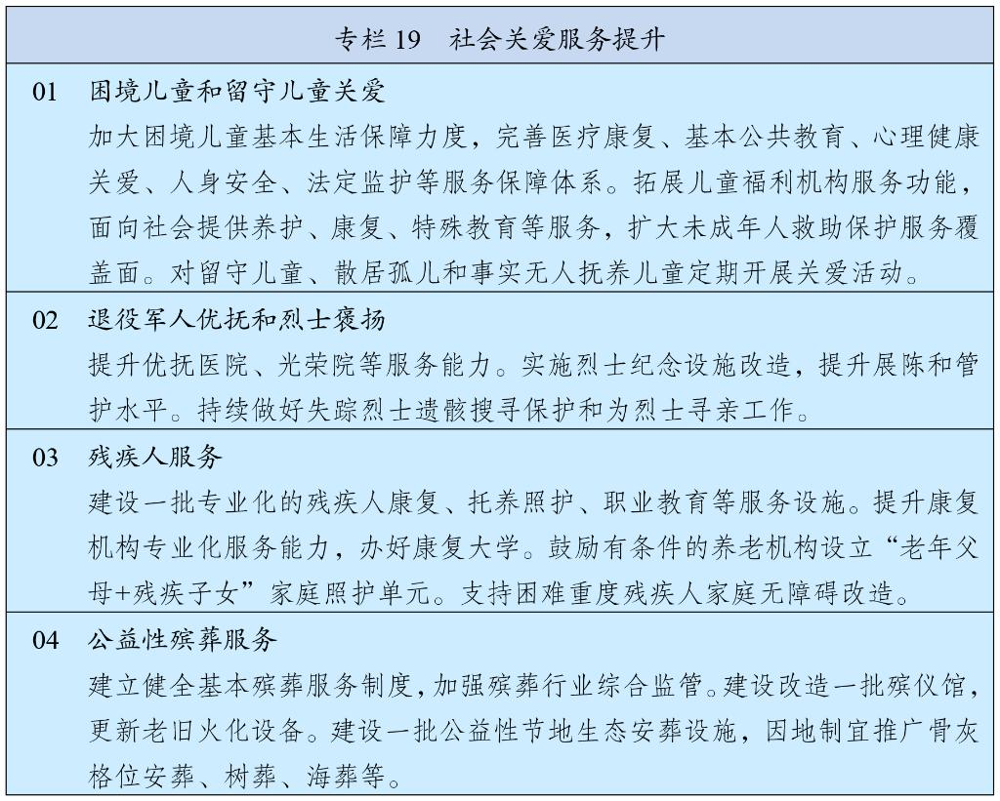 专栏 19　社会关爱服务提升
01　困境儿童和留守儿童关爱
加大困境儿童基本生活保障力度，完善医疗康复、基本公共教育、心理健康
关爱、人身安全、法定监护等服务保障体系。拓展儿童福利机构服务功能，
面向社会提供养护、康复、特殊教育等服务，扩大未成年人救助保护服务覆
盖面。对留守儿童、散居孤儿和事实无人抚养儿童定期开展关爱活动。
02　退役军人优抚和烈士褒扬
提升优抚医院、光荣院等服务能力。实施烈士纪念设施改造，提升展陈和管
护水平。持续做好失踪烈士遗骸搜寻保护和为烈士寻亲工作。
03　残疾人服务
建设一批专业化的残疾人康复、托养照护、职业教育等服务设施。提升康复
机构专业化服务能力，办好康复大学。鼓励有条件的养老机构设立“老年父
母+残疾子女”家庭照护单元。支持困难重度残疾人家庭无障碍改造。
04　公益性殡葬服务
建立健全基本殡葬服务制度，加强殡葬行业综合监管。建设改造一批殡仪馆，
更新老旧火化设备。建设一批公益性节地生态安葬设施，因地制宜推广骨灰
格位安葬、树葬、海葬等。